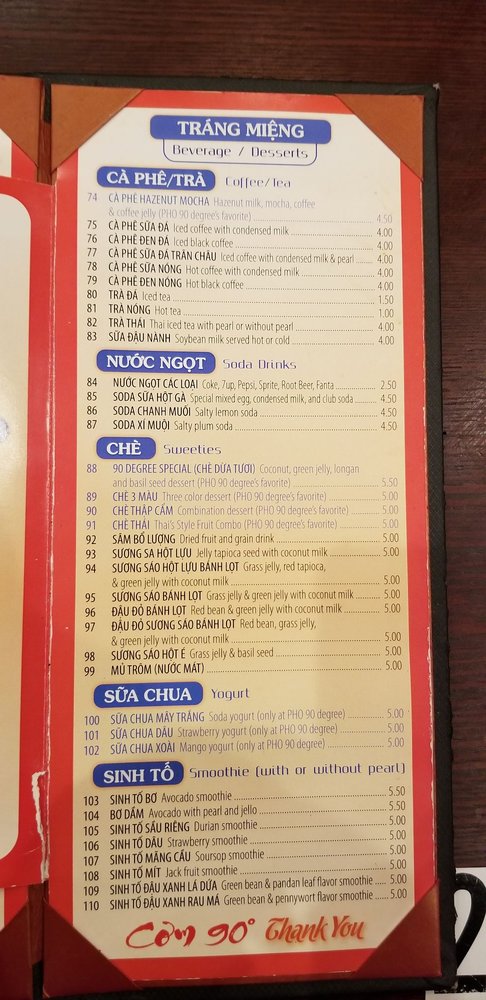 TRÁNG MIỆNG
Beverage / Desserts
CÀ PHÊ/TRÀ Coffee/Tea
74 CÀ PHÊ HAZENUT MOCHA Hazenut milk, mocha, coffee
& coffee jelly (PHO 90 degree's favorite) 4.50
75 CÀ PHÊ SỮA ĐÁ Iced coffee with condensed milk 4.00
76 CÀ PHÊ ĐEN ĐÁ Iced black coffee 4.00
77 CÀ PHÊ SỮA ĐÁ TRÂN CHÂU Iced coffee with condensed milk & pearl 4.00
78 CÀ PHÊ SỮA NÓNG Hot coffee with condensed milk 4.00
79 CÀ PHÊ ĐEN NÓNG Hot black coffee 4.00
80 TRÀ ĐÁ Iced tea 1.50
81 TRÀ NÓNG Hot tea 1.00
82 TRÀ THÁI Thai iced tea with pearl or without pearl 4.00
83 SỮA ĐẬU NÀNH Soybean milk served hot or cold 4.00
NƯỚC NGỌT Soda Drinks
84 NƯỚC NGỌT CÁC LOẠI Coke, 7up, Pepsi, Sprite, Root Beer, Fanta 2.50
85 SODA SỮA HỘT GÀ Special mixed egg, condensed milk, and club soda 4.50
86 SODA CHANH MUỐI Salty lemon soda 4.50
87 SODA XÍ MUỘI Salty plum soda 4.50
CHÈ Sweeties
88 90 DEGREE SPECIAL (CHÈ DỪA TƯƠI) Coconut, green jelly, longan
and basil seed dessert (PHO 90 degree's favorite) 5.50
89 CHÈ 3 MÀU Three color dessert (PHO 90 degree's favorite) 5.00
90 CHÈ THẬP CẨM Combination dessert (PHO 90 degree's favorite) 5.00
91 CHÈ THÁI Thai's Style Fruit Combo (PHO 90 degree's favorite) 5.00
92 SÂM BỔ LƯỢNG Dried fruit and grain drink 5.00
93 SƯƠNG SA HỘT LỰU Jelly tapioca seed with coconut milk 5.00
94 SƯƠNG SÁO HỘT LỰU BÁNH LỌT Grass jelly, red tapioca,
& green jelly with coconut milk 5.00
95 SƯƠNG SÁO BÁNH LỌT Grass jelly & green jelly with coconut milk 5.00
96 ĐẬU ĐỎ BÁNH LỌT Red bean & green jelly with coconut milk 5.00
97 ĐẬU ĐỎ SƯƠNG SÁO BÁNH LỌT Red bean, grass jelly,
& green jelly with coconut milk 5.00
98 SƯƠNG SÁO HỘT É Grass jelly & basil seed 5.00
99 MỦ TRÔM (NƯỚC MÁT) 5.00
SỮA CHUA Yogurt
100 SỮA CHUA MÂY TRẮNG Soda yogurt (only at PHO 90 degree) 5.00
101 SỮA CHUA DÂU Strawberry yogurt (only at PHO 90 degree) 5.00
102 SỮA CHUA XOÀI Mango yogurt (only at PHO 90 degree) 5.00
SINH TỐ Smoothie (with or without pearl)
103 SINH TỐ BƠ Avocado smoothie 5.50
104 BƠ DẦM Avocado with pearl and jello 5.50
105 SINH TỐ SẦU RIÊNG Durian smoothie 5.00
106 SINH TỐ DÂU Strawberry smoothie 5.00
107 SINH TỐ MÃNG CẦU Soursop smoothie 5.00
108 SINH TỐ MÍT Jack fruit smoothie 5.00
109 SINH TỐ ĐẬU XANH LÁ DỨA Green bean & pandan leaf flavor smoothie 5.00
110 SINH TỐ ĐẬU XANH RAU MÁ Green bean & pennywort flavor smoothie 5.00
Cơm 90° Thank You